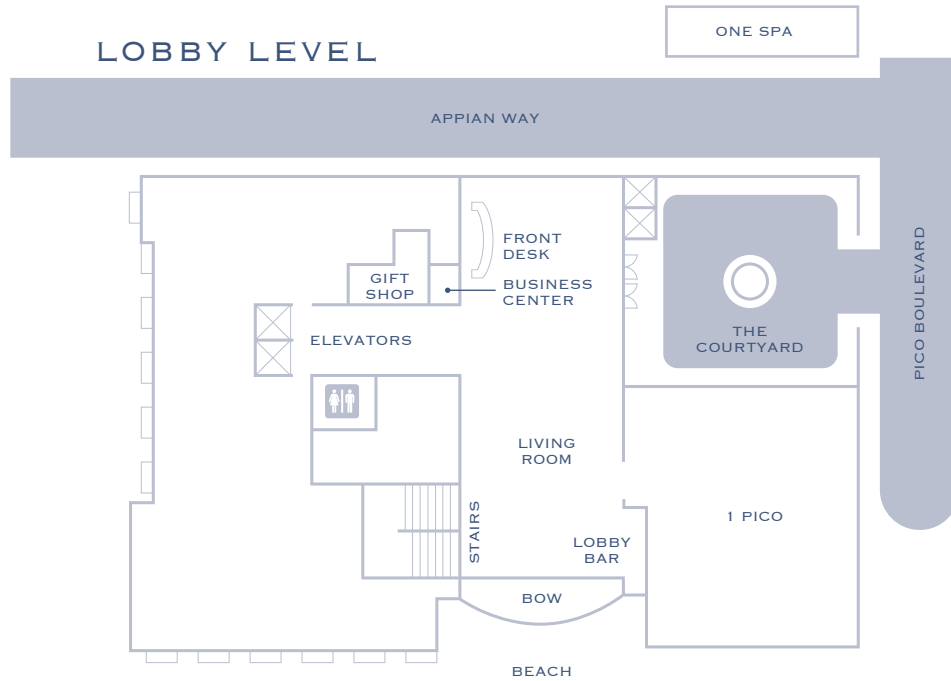 ONE SPA
LOBBY LEVEL
APPIAN WAY
FRONT
DESK
GIFT
SHOP
BUSINESS
CENTER
ELEVATORS
THE
COURTYARD
PICO BOULEVARD
LIVING
ROOM
STAIRS
LOBBY
BAR
1 PICO
BOW
BEACH